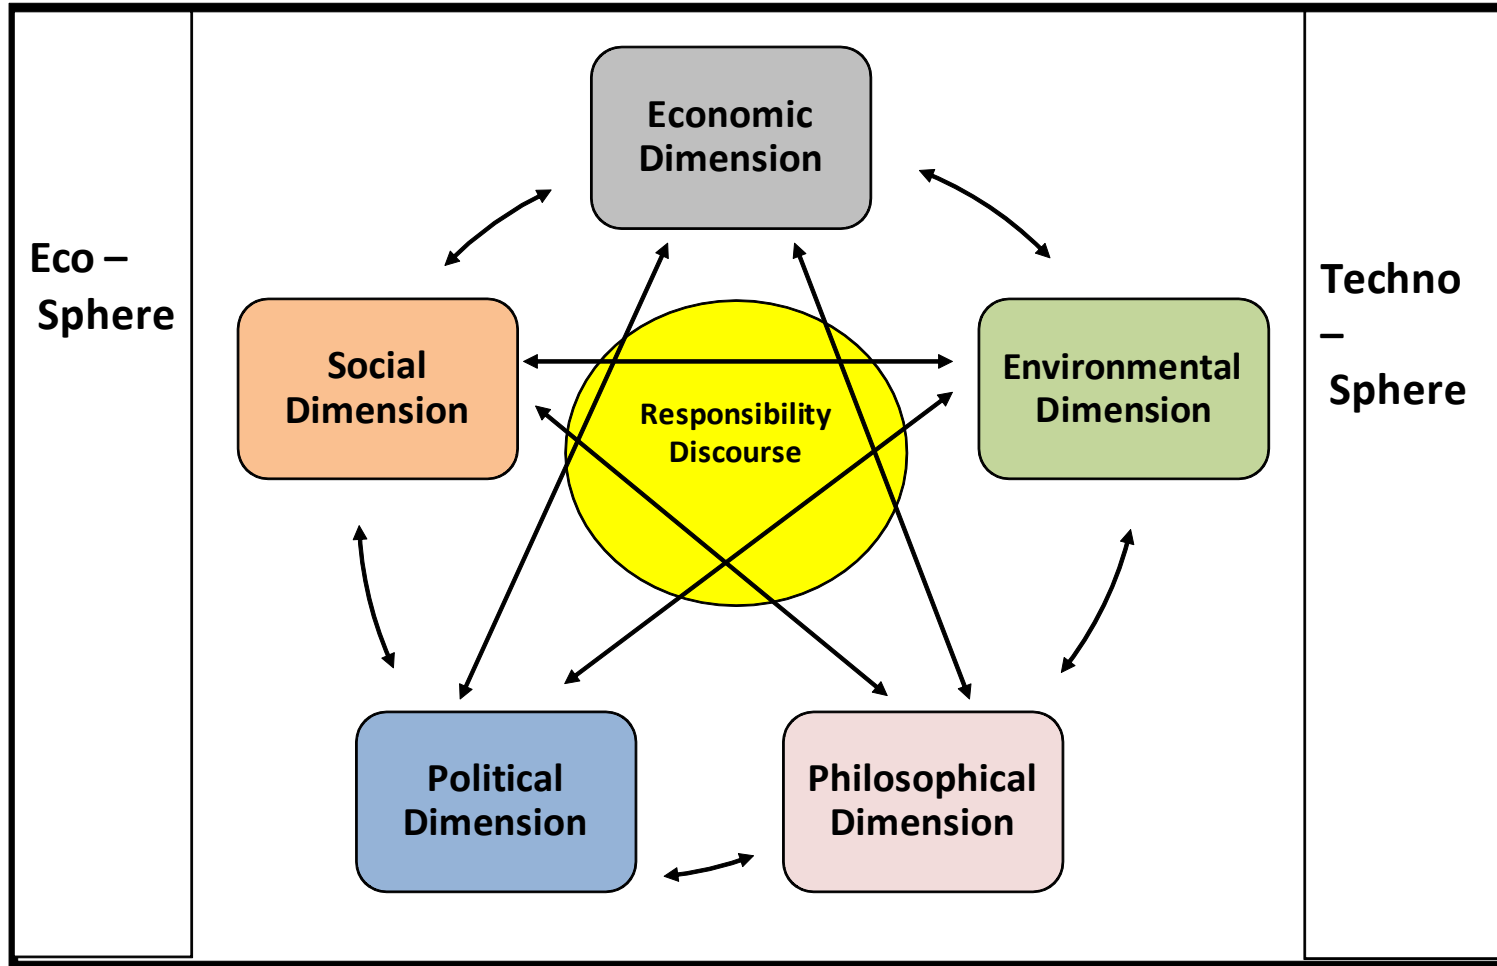 Economic
Dimension
Eco –
Sphere
Techno
–
Sphere
Social
Dimension
Responsibility
Discourse
Environmental
Dimension
Political
Dimension
Philosophical
Dimension